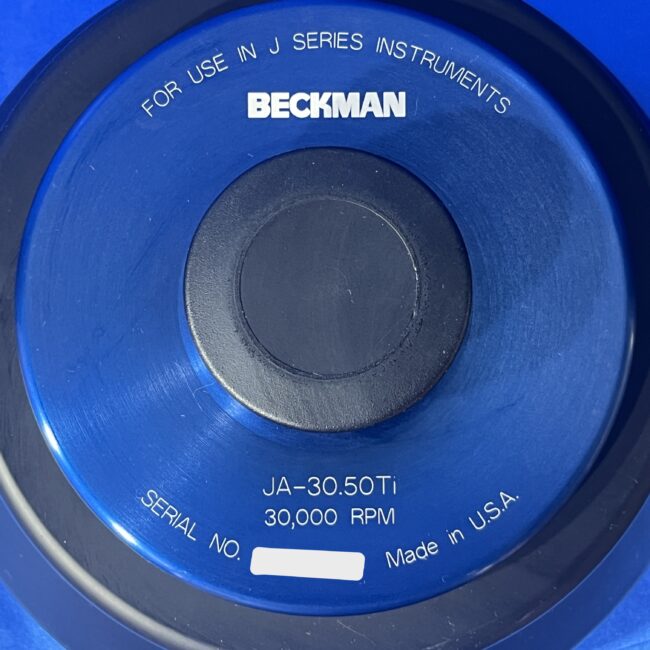 FOR USE IN J SERIES INSTRUMENTS
BECKMAN
JA-30.50Ti
30,000 RPM
SERIAL NO.
Made in U.S.A.